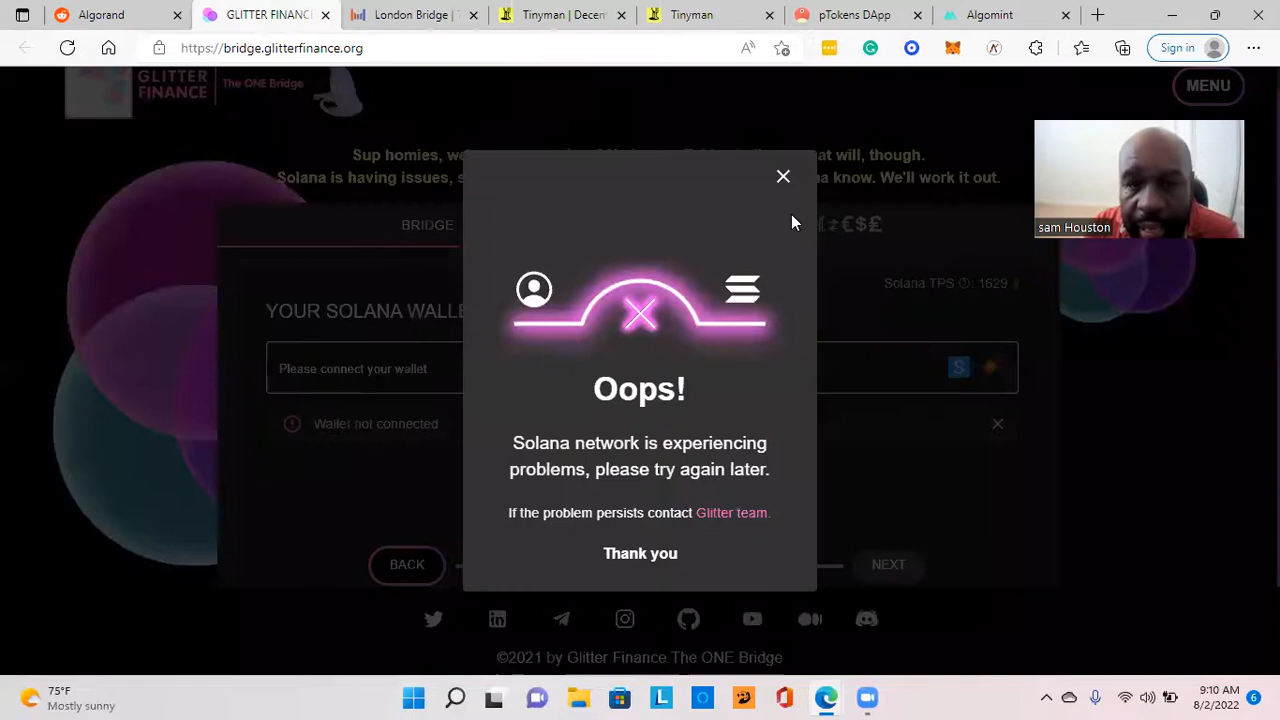 Algorand
GLITTER FINANC
London Bridge | T
Tinyman | Decen
Tinyman
pTokens DApp
Algomint
https://bridge.glitterfinance.org
Sign in
GLITTER
FINANCE
The ONE Bridge
MENU
Sup homies, we
at will, though.
Solana is having issues, s
na know. We'll work it out.
BRIDGE
€$£
sam Houston
Solana TPS
: 1629
YOUR SOLANA WALLE
Please connect your wallet
S
Wallet not connected
Oops!
Solana network is experiencing
problems, please try again later.
If the problem persists contact Glitter team.
Thank you
BACK
NEXT
©2021 by Glitter Finance The ONE Bridge
75°F
Mostly sunny
L
9:10 AM
8/2/2022
6